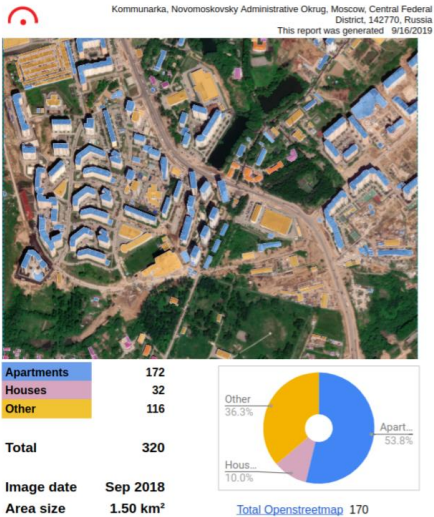 Kommunarka, Novomoskovsky Administrative Okrug, Moscow, Central Federal
District, 142770, Russia
This report was generated 9/16/2019
Apartments 172
Houses 32
Other 116
Total 320
Image date Sep 2018
Area size 1.50 km²
Other
36.3%
Apart...
53.8%
Hous...
10.0%
Total Openstreetmap 170